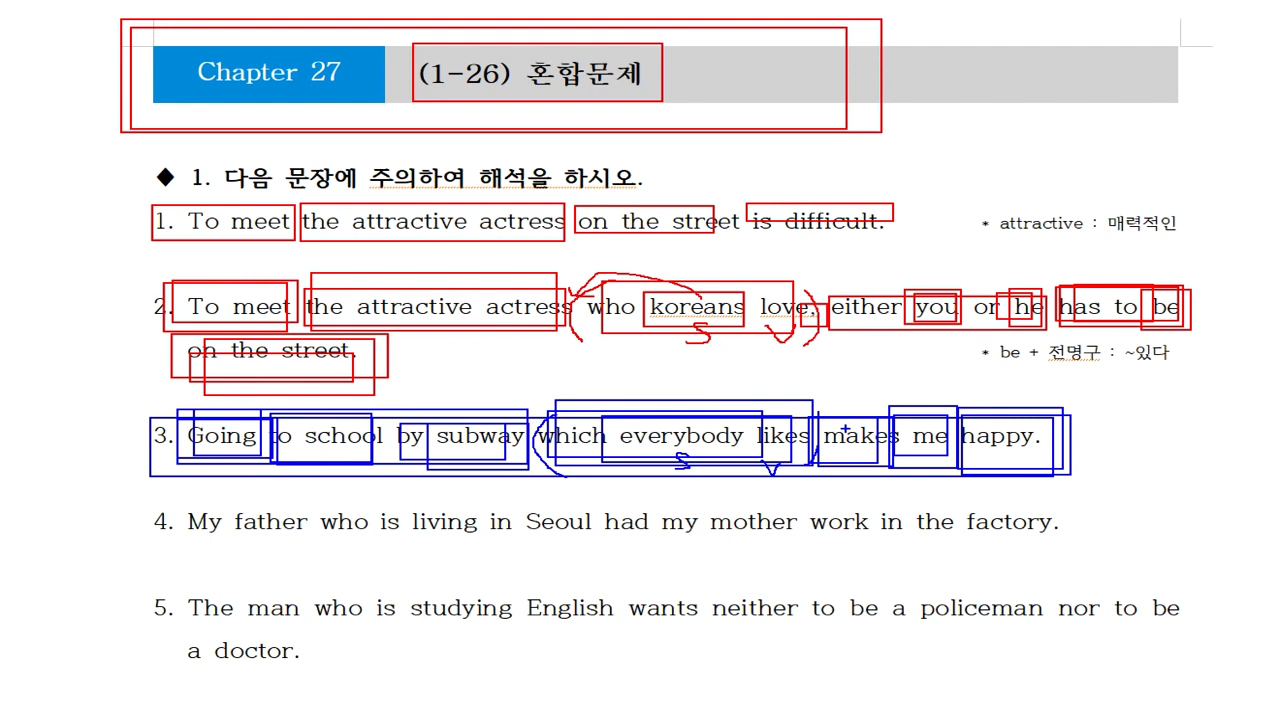 Chapter 27 (1-26) 혼합문제
◆ 1. 다음 문장에 주의하여 해석을 하시오.
1. To meet the attractive actress on the street is difficult. * attractive : 매력적인
2. To meet the attractive actress who koreans love, either you or he has to be
S V
on the street. * be + 전명구 : ~있다
3. Going to school by subway which everybody likes makes me happy.
S V
4. My father who is living in Seoul had my mother work in the factory.
5. The man who is studying English wants neither to be a policeman nor to be
a doctor.